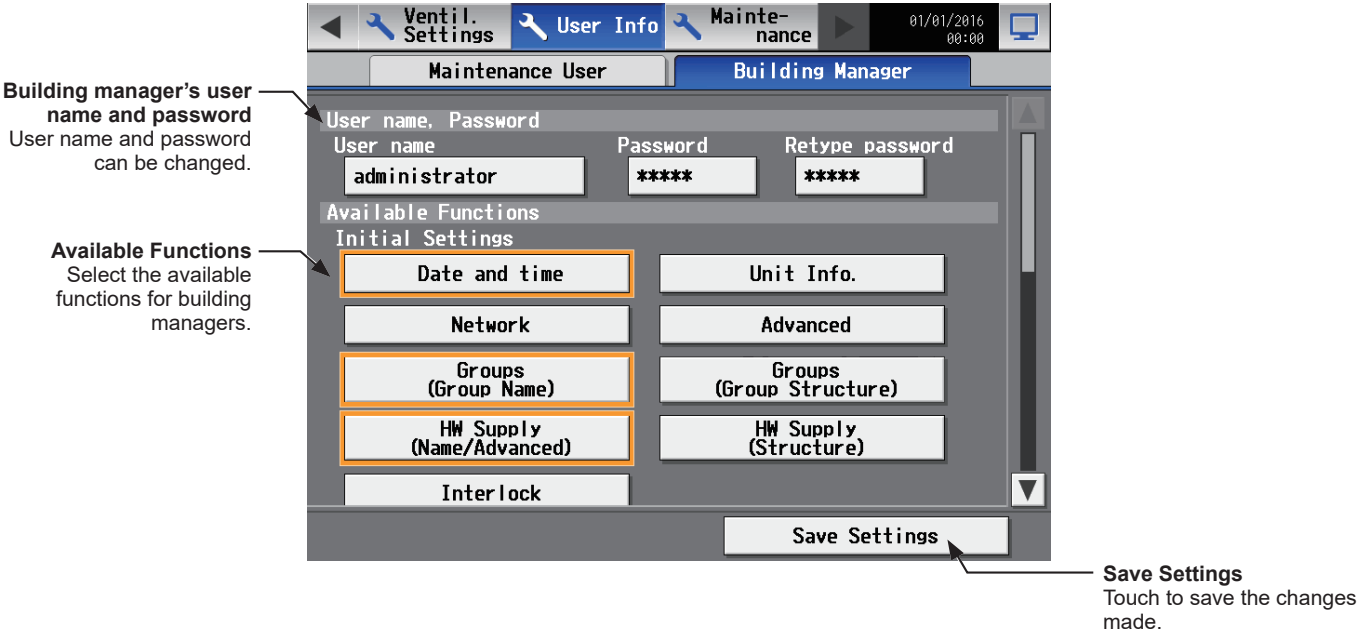 Ventil.
Settings
User Info
Mainte-
nance
01/01/2016
00:00
Maintenance User
Building Manager
Building manager's user
name and password
User name and password
can be changed.
User name, Password
User name
Password
Retype password
administrator
*****
*****
Available Functions
Initial Settings
Available Functions
Select the available
functions for building
managers.
Date and time
Unit Info.
Network
Advanced
Groups
(Group Name)
Groups
(Group Structure)
HW Supply
(Name/Advanced)
HW Supply
(Structure)
Interlock
Save Settings
Save Settings
Touch to save the changes
made.